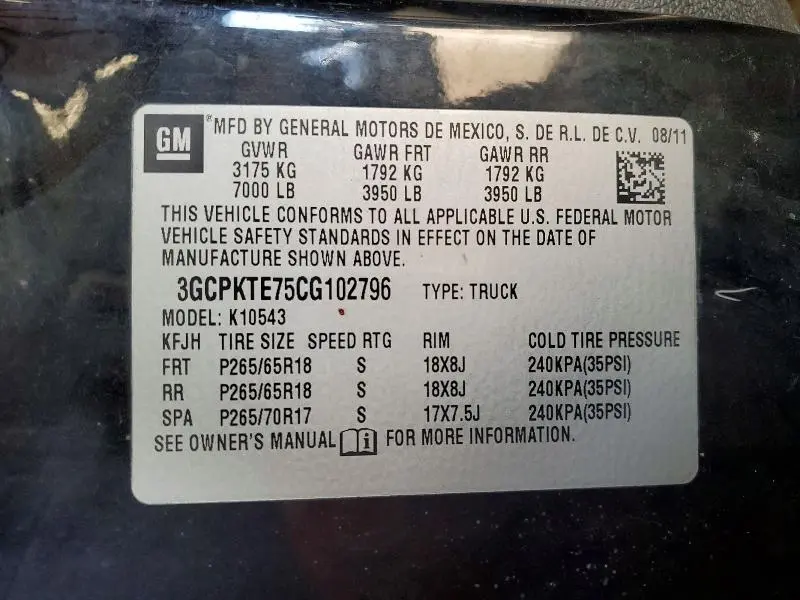 GM ®MFD BY GENERAL MOTORS DE MEXICO, S. DE R.L. DE C.V. 08/11
GVWR GAWR FRT GAWR RR
3175 KG 1792 KG 1792 KG
7000 LB 3950 LB 3950 LB
THIS VEHICLE CONFORMS TO ALL APPLICABLE U.S. FEDERAL MOTOR
VEHICLE SAFETY STANDARDS IN EFFECT ON THE DATE OF
MANUFACTURE SHOWN ABOVE.
3GCPKTE75CG102796 TYPE: TRUCK
MODEL: K10543
KFJH TIRE SIZE SPEED RTG RIM COLD TIRE PRESSURE
FRT P265/65R18 S 18X8J 240KPA(35PSI)
RR P265/65R18 S 18X8J 240KPA(35PSI)
SPA P265/70R17 S 17X7.5J 240KPA(35PSI)
SEE OWNER'S MANUAL i FOR MORE INFORMATION.